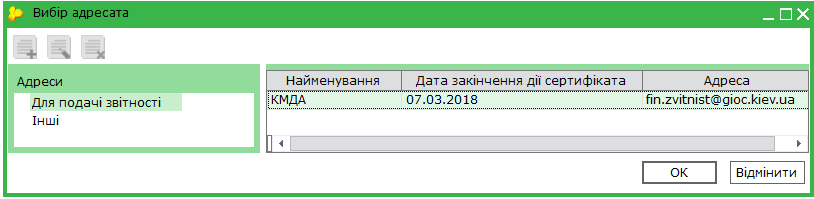 Вибір адресата
Адреси
Для подачі звітності
Інші
Найменування Дата закінчення дії сертифіката Адреса
КМДА 07.03.2018 fin.zvitnist@gioc.kiev.ua
OK Відмінити